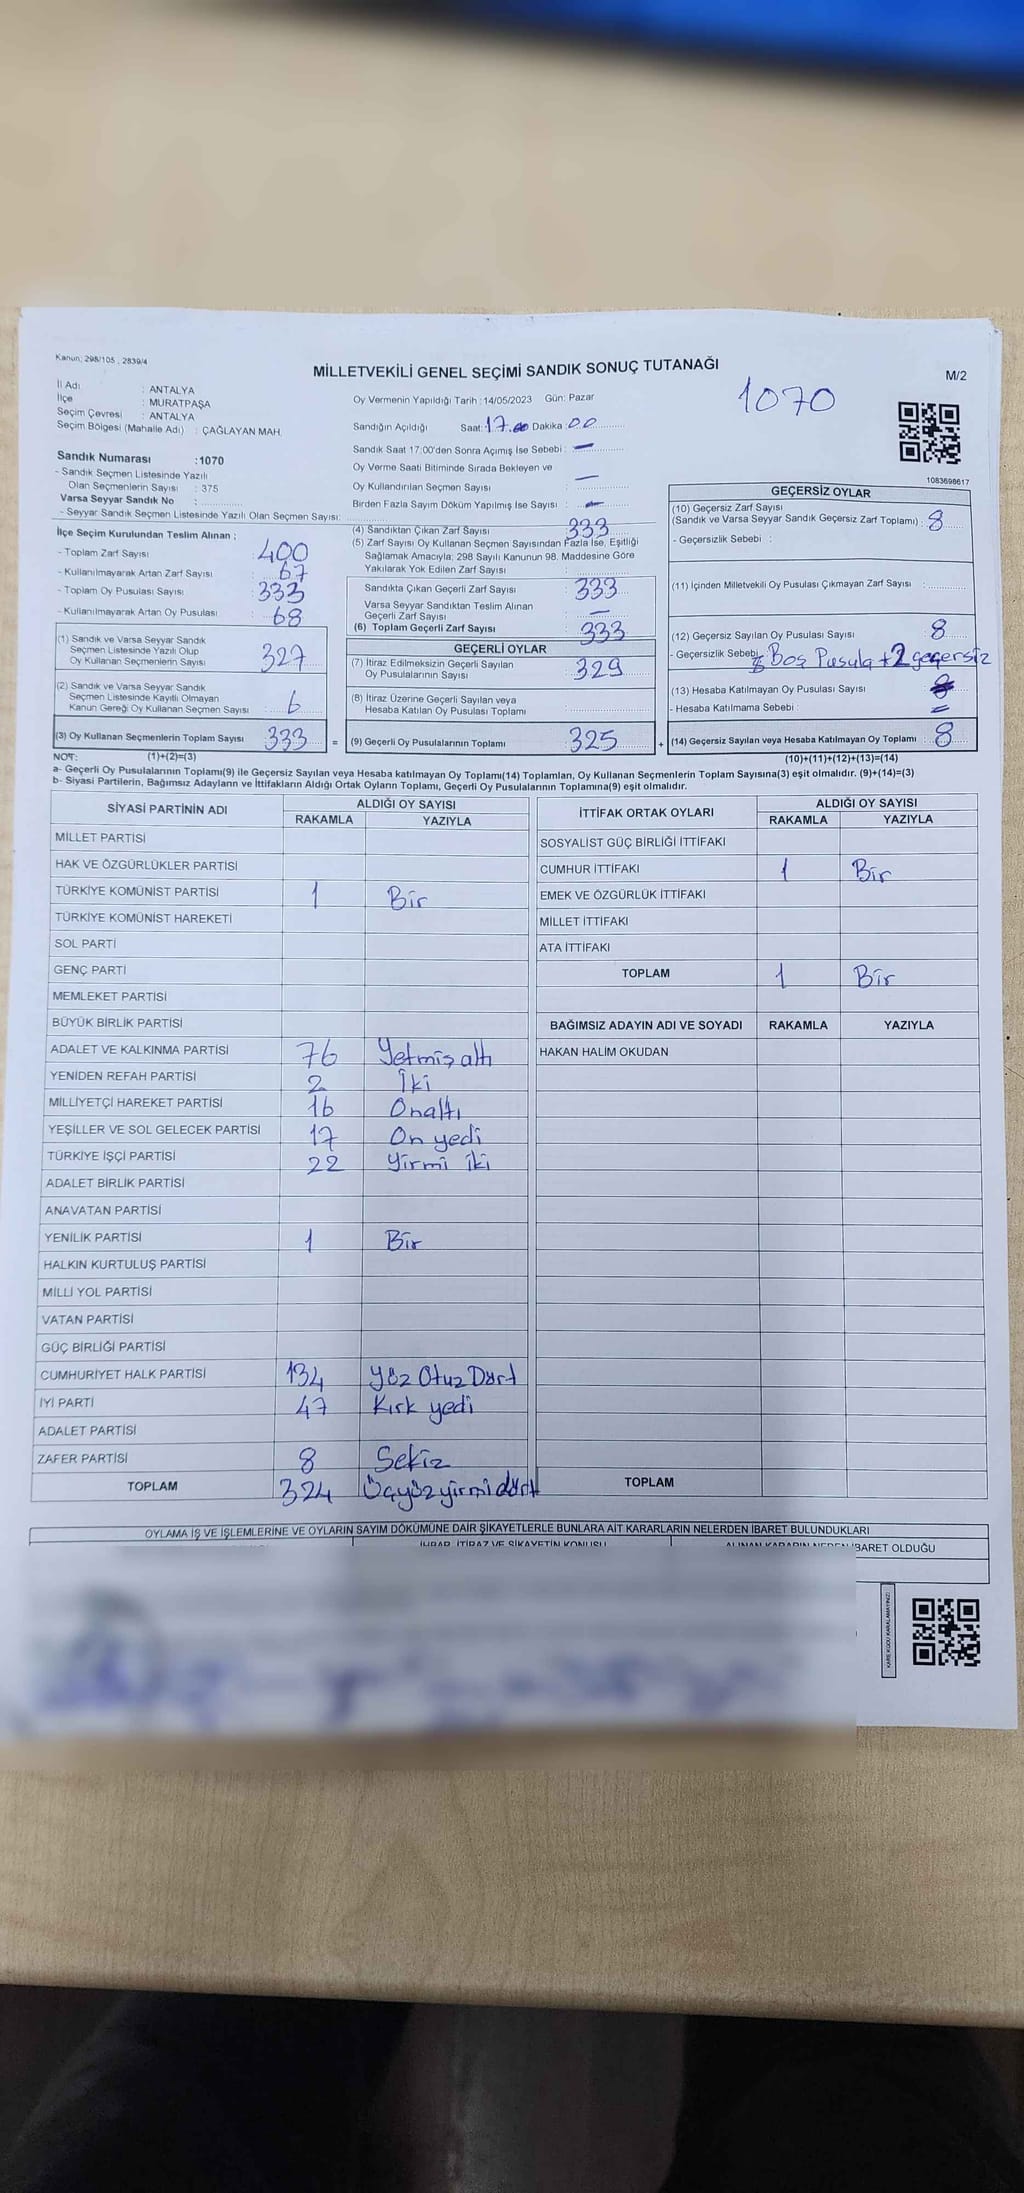 Kanun; 298/105 , 2839/4
MİLLETVEKİLİ GENEL SEÇİMİ SANDIK SONUÇ TUTANAĞI
M/2
1070
İl Adı : ANTALYA
İlçe : MURATPAŞA
Seçim Çevresi : ANTALYA
Seçim Bölgesi (Mahalle Adı) : ÇAĞLAYAN MAH.
Sandık Numarası :1070
- Sandık Seçmen Listesinde Yazılı
Olan Seçmenlerin Sayısı : 375
Varsa Seyyar Sandık No :
- Seyyar Sandık Seçmen Listesinde Yazılı Olan Seçmen Sayısı:
Oy Vermenin Yapıldığı Tarih :14/05/2023 Gün: Pazar
Sandığın Açıldığı Saat: 17 Dakika : 00
Sandık Saat 17:00'den Sonra Açımış İse Sebebi : —
Oy Verme Saati Bitiminde Sırada Bekleyen ve
Oy Kullandırılan Seçmen Sayısı : —
Birden Fazla Sayım Döküm Yapılmış İse Sayısı : —
1083698617
İlçe Seçim Kurulundan Teslim Alınan ;
- Toplam Zarf Sayısı : 400
- Kullanılmayarak Artan Zarf Sayısı : 67
- Toplam Oy Pusulası Sayısı : 333
- Kullanılmayarak Artan Oy Pusulası : 68
(1) Sandık ve Varsa Seyyar Sandık
Seçmen Listesinde Yazılı Olup
Oy Kullanan Seçmenlerin Sayısı : 327
(2) Sandık ve Varsa Seyyar Sandık
Seçmen Listesinde Kayıtlı Olmayan
Kanun Gereği Oy Kullanan Seçmen Sayısı : 6
(3) Oy Kullanan Seçmenlerin Toplam Sayısı : 333
(4) Sandıktan Çıkan Zarf Sayısı : 333
(5) Zarf Sayısı Oy Kullanan Seçmen Sayısından Fazla İse, Eşitliği
Sağlamak Amacıyla; 298 Sayılı Kanunun 98. Maddesine Göre
Yakılarak Yok Edilen Zarf Sayısı :
Sandıkta Çıkan Geçerli Zarf Sayısı : 333
Varsa Seyyar Sandıktan Teslim Alınan
Geçerli Zarf Sayısı : —
(6) Toplam Geçerli Zarf Sayısı : 333
GEÇERLİ OYLAR
(7) İtiraz Edilmeksizin Geçerli Sayılan
Oy Pusulalarının Sayısı : 329
(8) İtiraz Üzerine Geçerli Sayılan veya
Hesaba Katılan Oy Pusulası Toplamı :
= (9) Geçerli Oy Pusulalarının Toplamı : 325
GEÇERSİZ OYLAR
(10) Geçersiz Zarf Sayısı
(Sandık ve Varsa Seyyar Sandık Geçersiz Zarf Toplamı) : 8
- Geçersizlik Sebebi :
(11) İçinden Milletvekili Oy Pusulası Çıkmayan Zarf Sayısı :
(12) Geçersiz Sayılan Oy Pusulası Sayısı : 8
- Geçersizlik Sebebi : Boş Pusula + 2 geçersiz
(13) Hesaba Katılmayan Oy Pusulası Sayısı :
- Hesaba Katılmama Sebebi :
+ (14) Geçersiz Sayılan veya Hesaba Katılmayan Oy Toplamı : 8
NOT: (1)+(2)=(3)
(10)+(11)+(12)+(13)=(14)
a- Geçerli Oy Pusulalarının Toplamı(9) ile Geçersiz Sayılan veya Hesaba katılmayan Oy Toplamı(14) Toplamları, Oy Kullanan Seçmenlerin Toplam Sayısına(3) eşit olmalıdır. (9)+(14)=(3)
b- Siyasi Partilerin, Bağımsız Adayların ve İttifakların Aldığı Ortak Oyların Toplamı, Geçerli Oy Pusulalarının Toplamına(9) eşit olmalıdır.
SİYASİ PARTİNİN ADI ALDIĞI OY SAYISI
RAKAMLA YAZIYLA
MİLLET PARTİSİ
HAK VE ÖZGÜRLÜKLER PARTİSİ
TÜRKİYE KOMÜNİST PARTİSİ 1 Bir
TÜRKİYE KOMÜNİST HAREKETİ
SOL PARTİ
GENÇ PARTİ
MEMLEKET PARTİSİ
BÜYÜK BİRLİK PARTİSİ
ADALET VE KALKINMA PARTİSİ 76 Yetmiş altı
YENİDEN REFAH PARTİSİ 2 İki
MİLLİYETÇİ HAREKET PARTİSİ 16 Onaltı
YEŞİLLER VE SOL GELECEK PARTİSİ 17 On yedi
TÜRKİYE İŞÇİ PARTİSİ 22 Yirmi iki
ADALET BİRLİK PARTİSİ
ANAVATAN PARTİSİ
YENİLİK PARTİSİ 1 Bir
HALKIN KURTULUŞ PARTİSİ
MİLLİ YOL PARTİSİ
VATAN PARTİSİ
GÜÇ BİRLİĞİ PARTİSİ
CUMHURİYET HALK PARTİSİ 134 Yüz Otuz Dört
İYİ PARTİ 47 Kırk yedi
ADALET PARTİSİ
ZAFER PARTİSİ 8 Sekiz
TOPLAM 324 Üçyüz yirmi dört
İTTİFAK ORTAK OYLARI ALDIĞI OY SAYISI
RAKAMLA YAZIYLA
SOSYALİST GÜÇ BİRLİĞİ İTTİFAKI
CUMHUR İTTİFAKI 1 Bir
EMEK VE ÖZGÜRLÜK İTTİFAKI
MİLLET İTTİFAKI
ATA İTTİFAKI
TOPLAM 1 Bir
BAĞIMSIZ ADAYIN ADI VE SOYADI RAKAMLA YAZIYLA
HAKAN HALİM OKUDAN
TOPLAM
OYLAMA İŞ VE İŞLEMLERİNE VE OYLARIN SAYIM DÖKÜMÜNE DAİR ŞİKAYETLERLE BUNLARA AİT KARARLARIN NELERDEN İBARET BULUNDUKLARI
İHBAR, İTİRAZ VE ŞİKAYETİN KONUSU
ALINAN KARARIN NEDEN İBARET OLDUĞU
KAREKODU KARALAMAYINIZ!